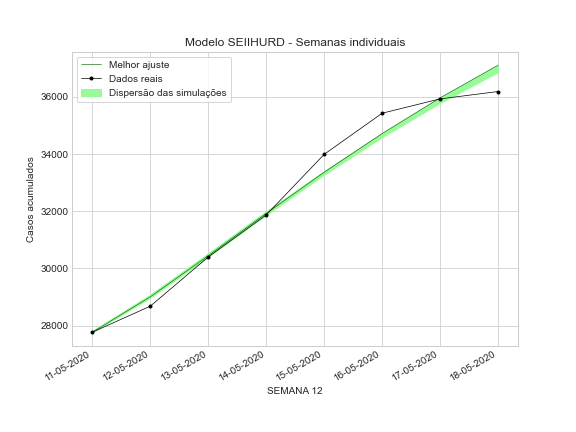 Modelo SEIIHURD - Semanas individuais
Melhor ajuste
Dados reais
Dispersão das simulações
Casos acumulados
36000
34000
32000
30000
28000
11-05-2020
12-05-2020
13-05-2020
14-05-2020
15-05-2020
16-05-2020
17-05-2020
18-05-2020
SEMANA 12